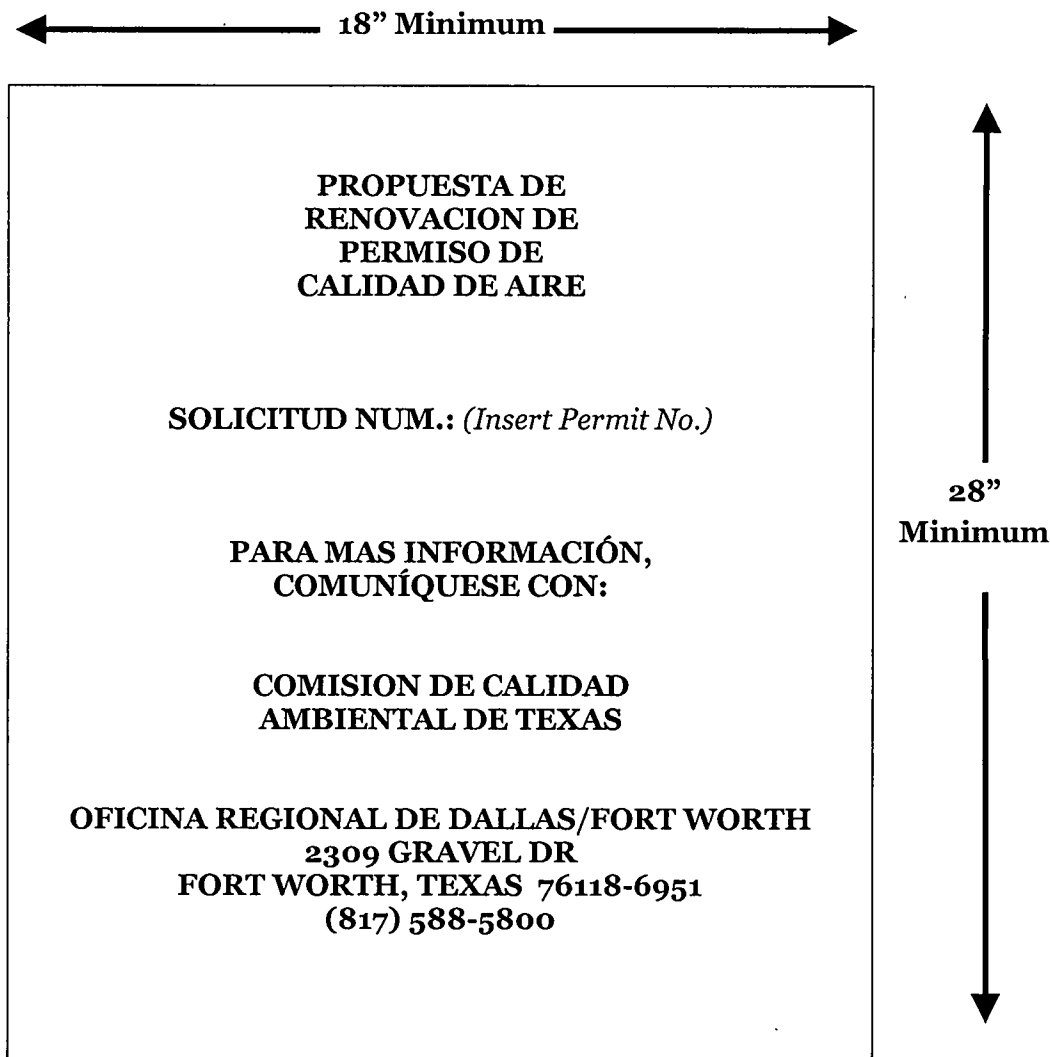 18” Minimum
PROPUESTA DE
RENOVACION DE
PERMISO DE
CALIDAD DE AIRE
SOLICITUD NUM.: (Insert Permit No.)
28”
Minimum
PARA MAS INFORMACIÓN,
COMUNÍQUESE CON:
COMISION DE CALIDAD
AMBIENTAL DE TEXAS
OFICINA REGIONAL DE DALLAS/FORT WORTH
2309 GRAVEL DR
FORT WORTH, TEXAS 76118-6951
(817) 588-5800